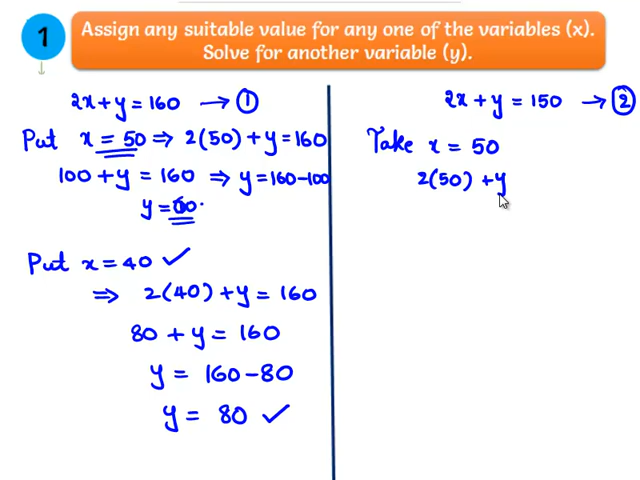 1
Assign any suitable value for any one of the variables (x).
Solve for another variable (y).
2x + y = 160 → ①
Put x = 50 ⇒ 2(50) + y = 160
100 + y = 160 ⇒ y = 160 - 100
y = 60.
Put x = 40 ✓
⇒ 2(40) + y = 160
80 + y = 160
y = 160 - 80
y = 80 ✓
2x + y = 150 → ②
Take x = 50
2(50) + y